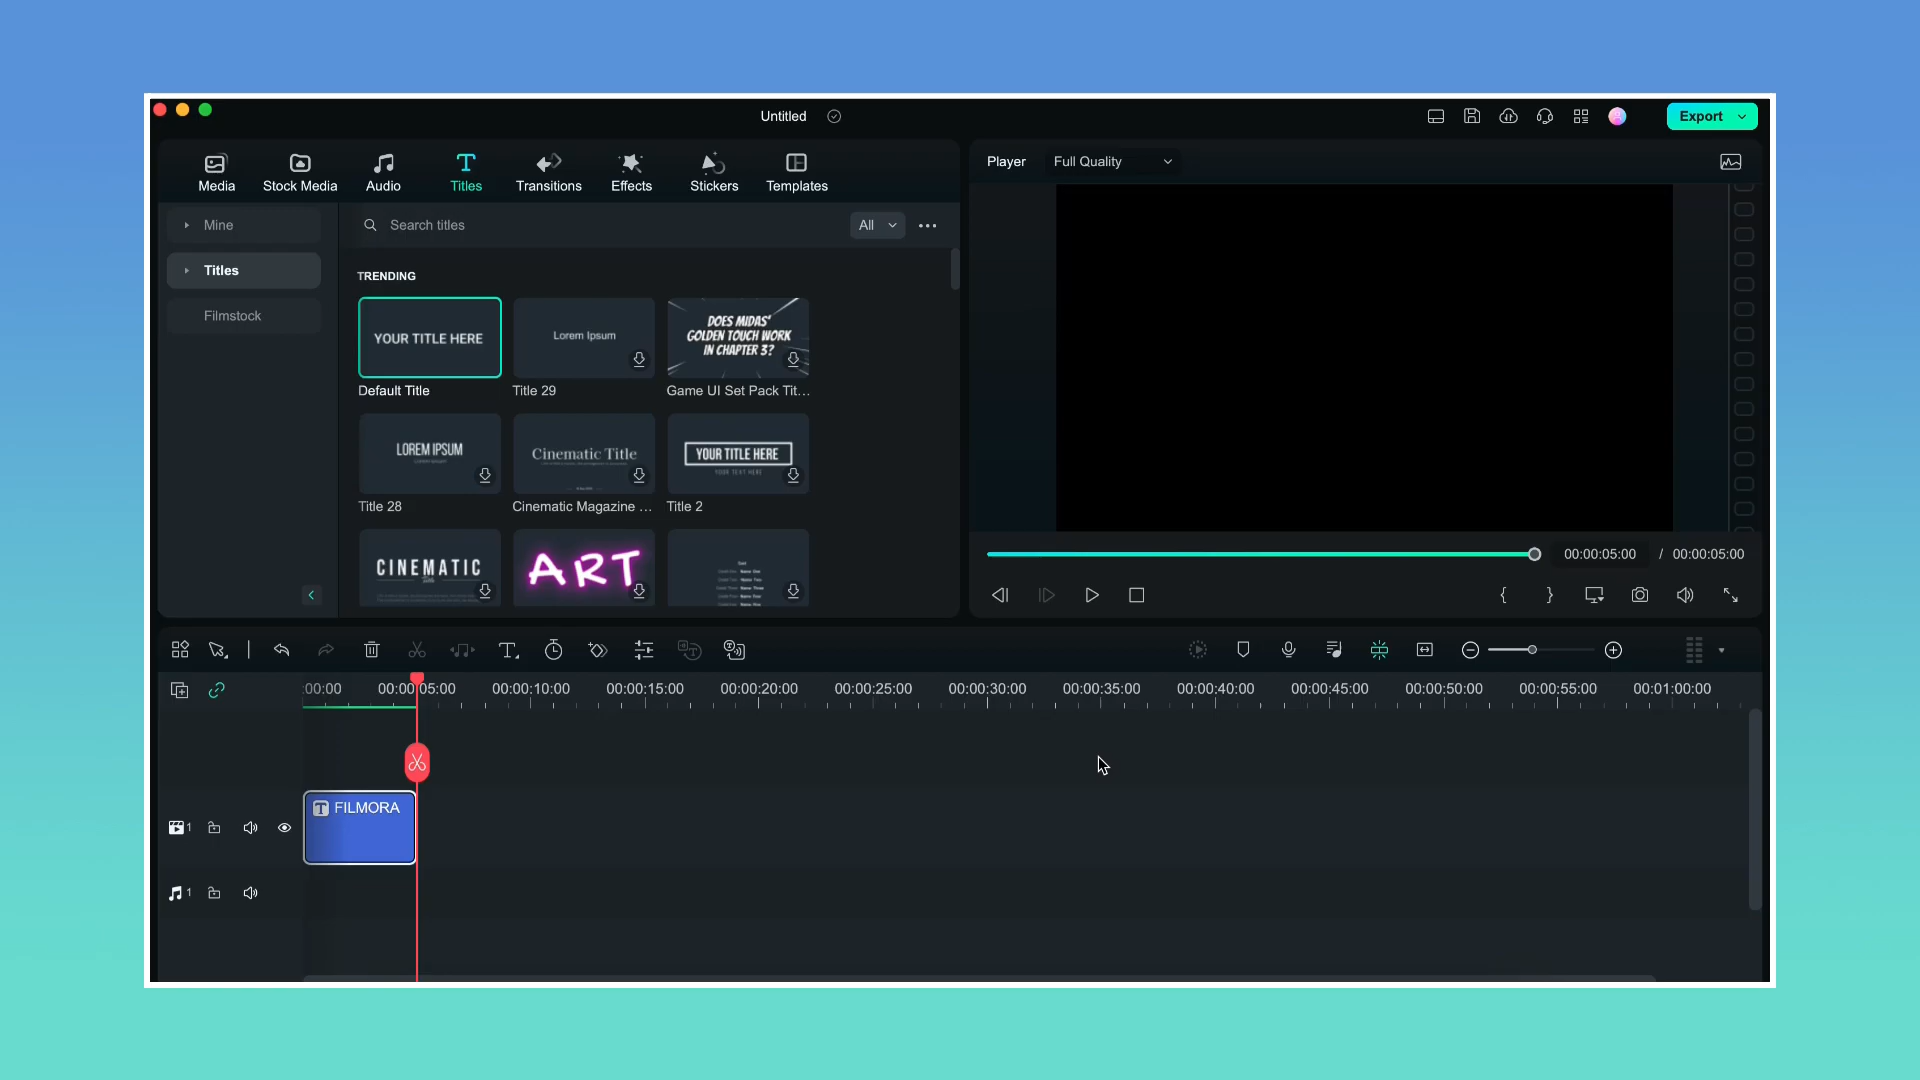 Untitled
Export
Media
Stock Media
Audio
Titles
Transitions
Effects
Stickers
Templates
Player
Full Quality
Mine
Titles
Filmstock
Search titles
All
TRENDING
YOUR TITLE HERE
Default Title
Lorem Ipsum
Title 29
DOES MIDAS'
GOLDEN TOUCH WORK
IN CHAPTER 3?
Game UI Set Pack Tit...
LOREM IPSUM
Title 28
Cinematic Title
Cinematic Magazine ...
YOUR TITLE HERE
YOUR TEXT HERE
Title 2
CINEMATIC
ART
00:00:05:00 / 00:00:05:00
:00:00 00:00:05:00 00:00:10:00 00:00:15:00 00:00:20:00 00:00:25:00 00:00:30:00 00:00:35:00 00:00:40:00 00:00:45:00 00:00:50:00 00:00:55:00 00:01:00:00
FILMORA
1
1